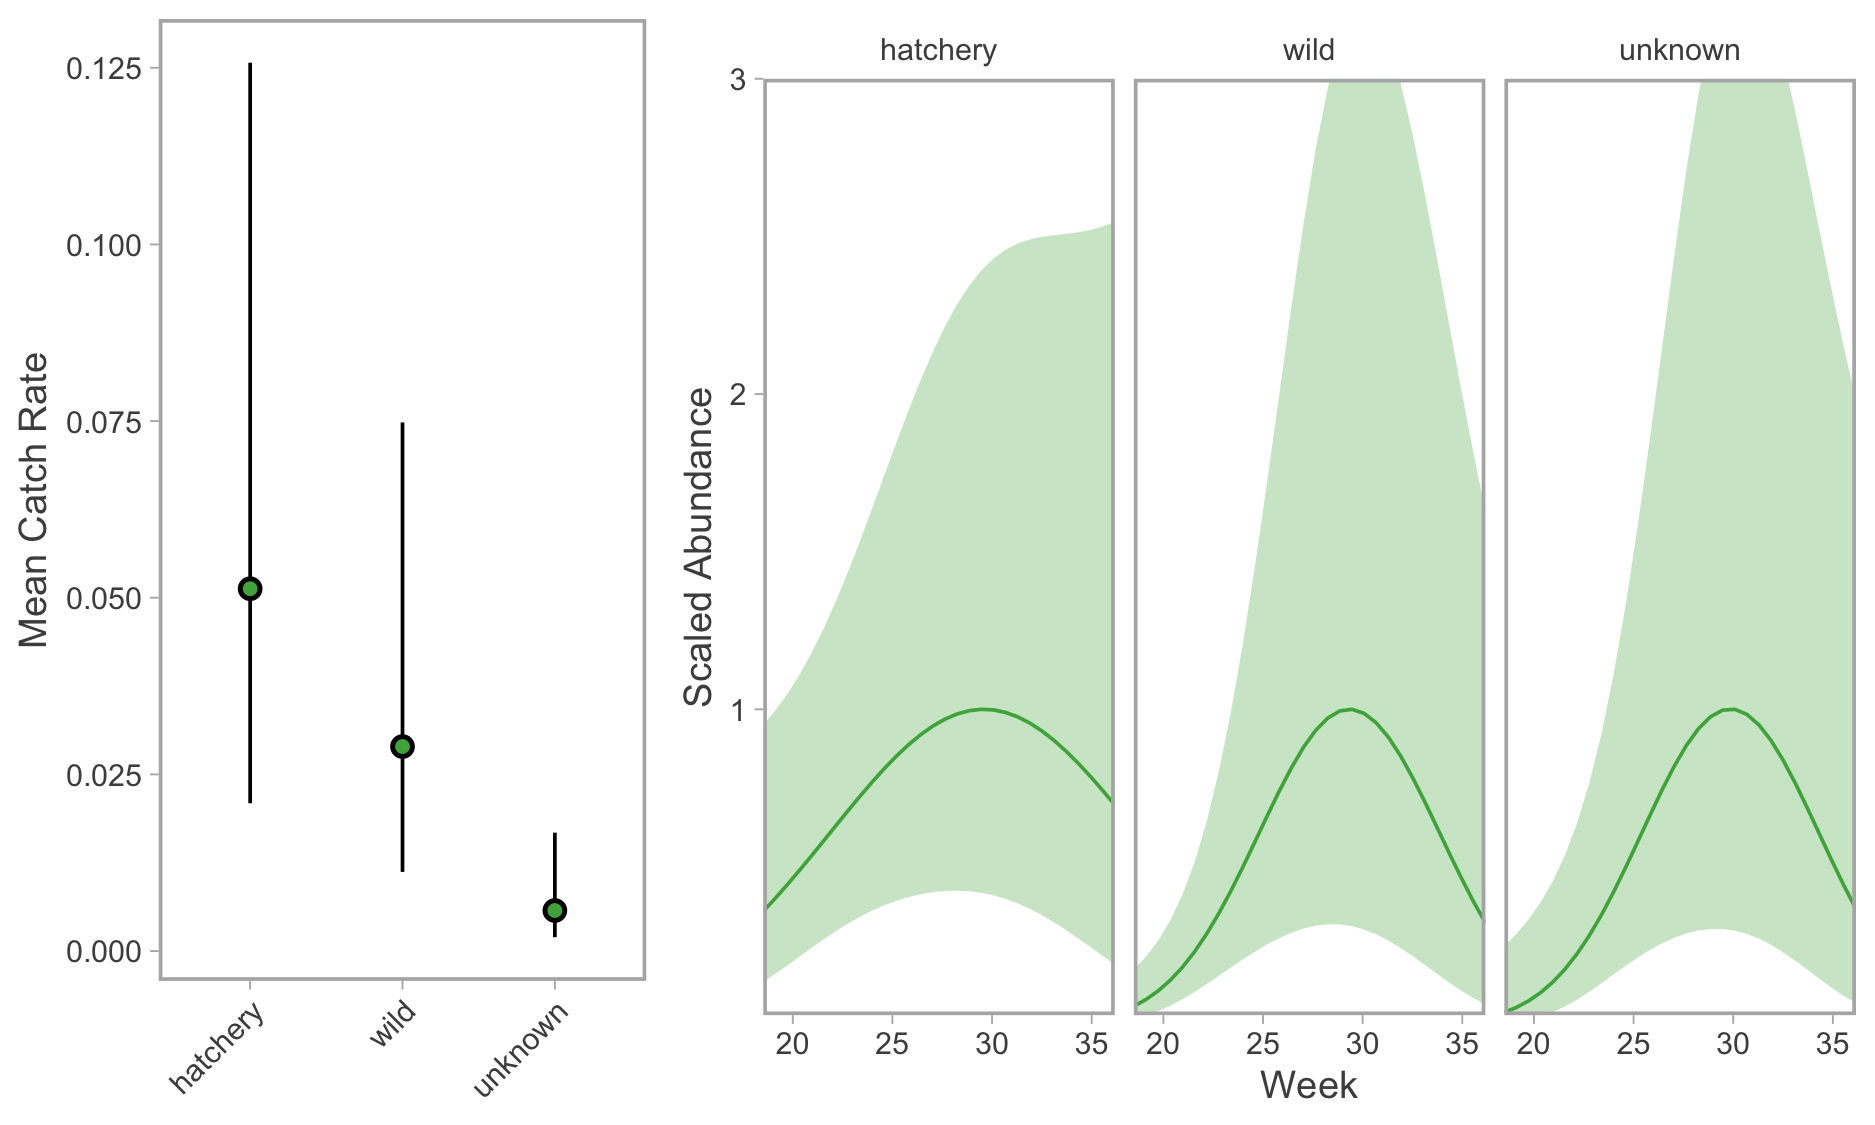 Mean Catch Rate
0.125
0.100
0.075
0.050
0.025
0.000
hatchery
wild
unknown
Scaled Abundance
hatchery wild unknown
3
2
1
20 25 30 35 20 25 30 35 20 25 30 35
Week